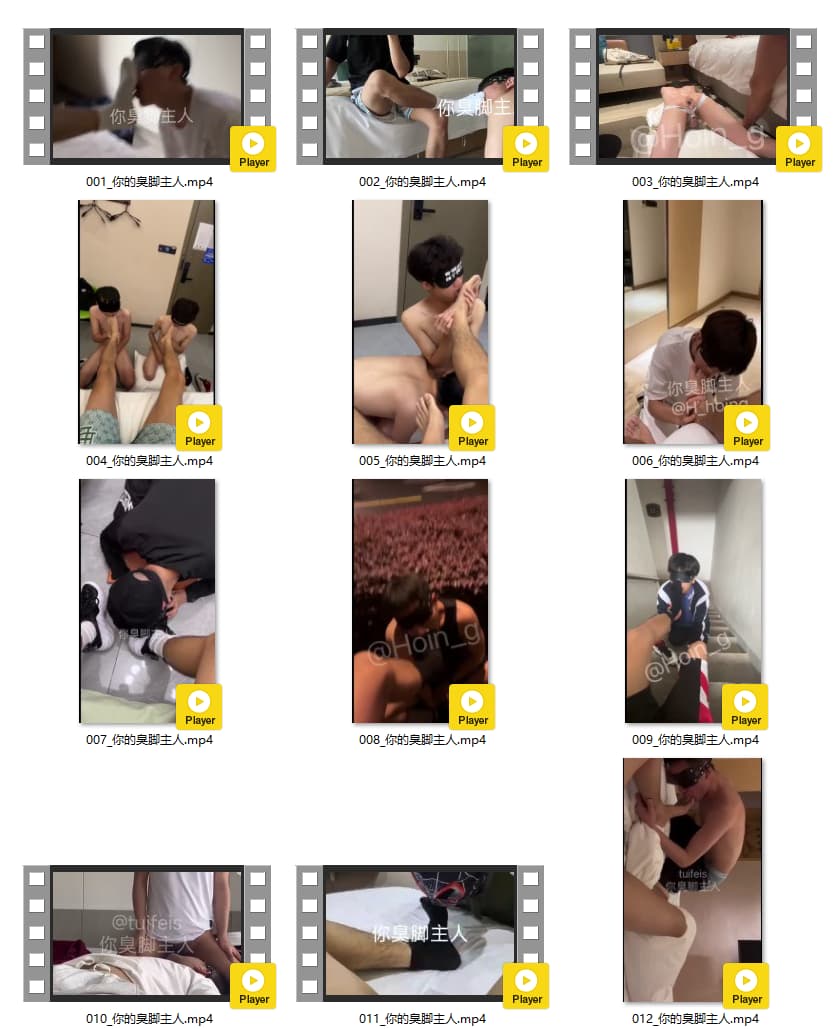 你臭脚主人
你臭脚主
@Hoin_g
Player
Player
Player
001_你的臭脚主人.mp4
002_你的臭脚主人.mp4
003_你的臭脚主人.mp4
你臭脚主人
@H_hoing
Player
Player
Player
004_你的臭脚主人.mp4
005_你的臭脚主人.mp4
006_你的臭脚主人.mp4
@Hoin_g
@Hoin_g
Player
Player
Player
007_你的臭脚主人.mp4
008_你的臭脚主人.mp4
009_你的臭脚主人.mp4
tuifeis
你臭脚主人
@tuifeis
你臭脚主人
你臭脚主人
Player
Player
Player
010_你的臭脚主人.mp4
011_你的臭脚主人.mp4
012_你的臭脚主人.mp4